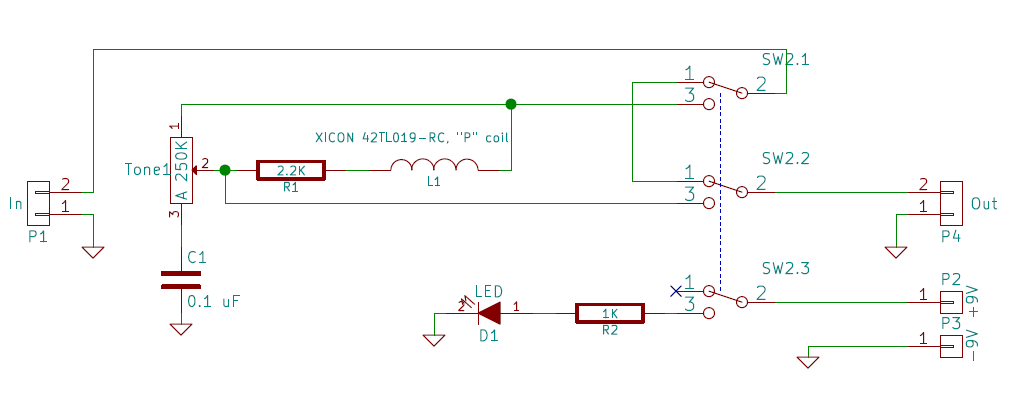 SW2.1
1
2
3
XICON 42TL019-RC, "P" coil
1
Tone1
A 250K
2
2.2K
R1
L1
3
SW2.2
1
2
3
In
2
1
P1
2
1
Out
P4
C1
0.1 uF
SW2.3
1
2
3
LED
2
1
D1
1K
R2
P2
1
+9V
P3
1
-9V